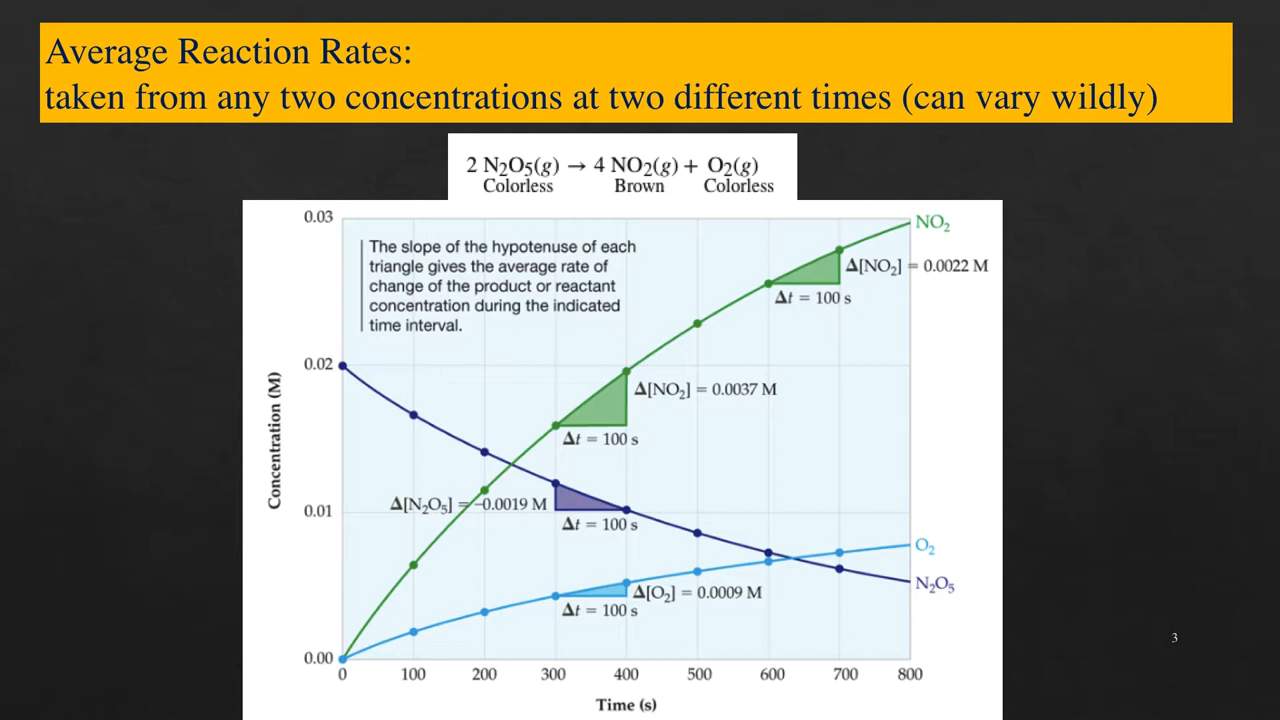 Average Reaction Rates:
taken from any two concentrations at two different times (can vary wildly)
2 N₂O₅(g) → 4 NO₂(g) + O₂(g)
Colorless Brown Colorless
0.03
NO₂
The slope of the hypotenuse of each
triangle gives the average rate of
change of the product or reactant
concentration during the indicated
time interval.
Δ[NO₂] = 0.0022 M
Δt = 100 s
0.02
Δ[NO₂] = 0.0037 M
Δt = 100 s
Concentration (M)
Δ[N₂O₅] = −0.0019 M
0.01
Δt = 100 s
O₂
N₂O₅
Δ[O₂] = 0.0009 M
Δt = 100 s
3
0.00
0 100 200 300 400 500 600 700 800
Time (s)